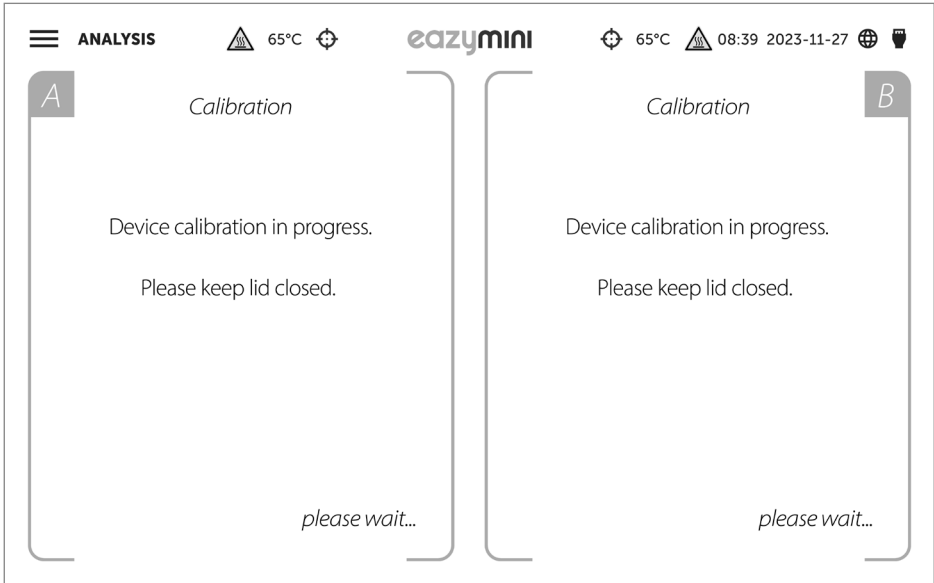 ANALYSIS 65°C eazymini 65°C 08:39 2023-11-27
A
Calibration
Device calibration in progress.
Please keep lid closed.
please wait...
B
Calibration
Device calibration in progress.
Please keep lid closed.
please wait...